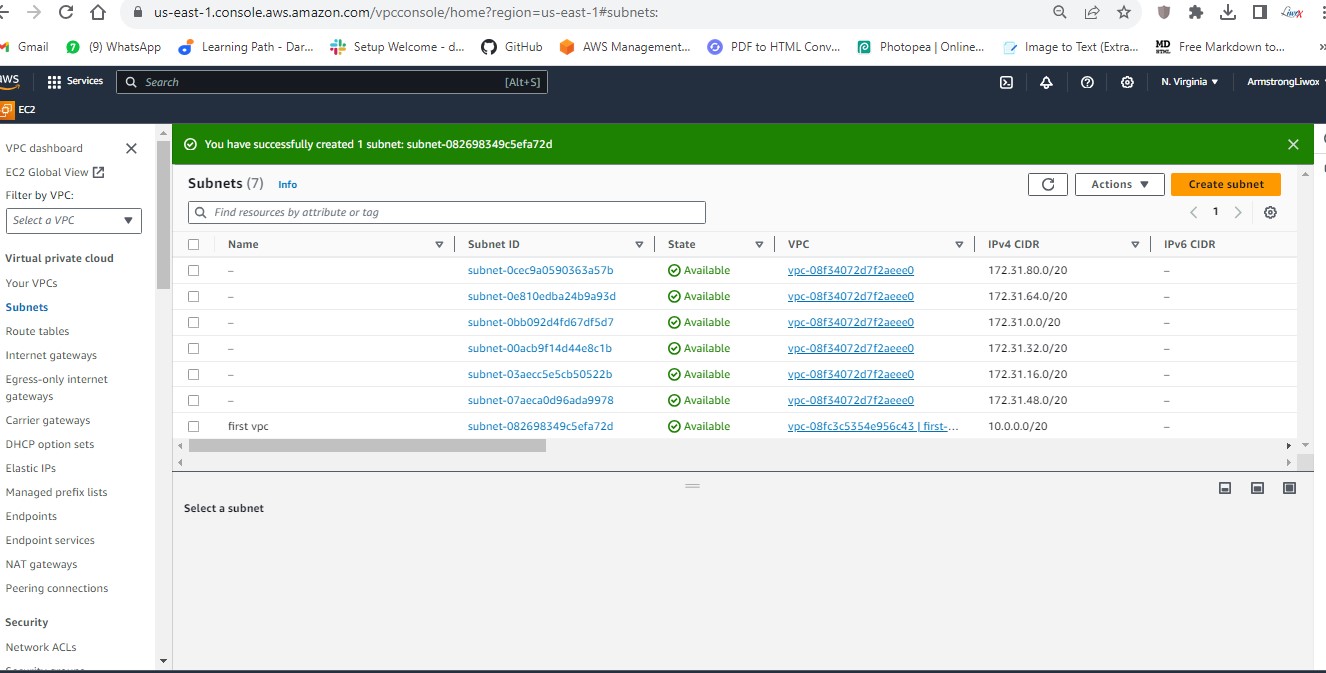 us-east-1.console.aws.amazon.com/vpcconsole/home?region=us-east-1#subnets:
Gmail (9) WhatsApp Learning Path - Dar... Setup Welcome - d... GitHub AWS Management... PDF to HTML Conv... Photopea | Online... Image to Text (Extra... Free Markdown to... »
aws Services Search [Alt+S] N. Virginia ArmstrongLiwox
EC2
VPC dashboard
EC2 Global View
Filter by VPC:
Select a VPC
Virtual private cloud
Your VPCs
Subnets
Route tables
Internet gateways
Egress-only internet
gateways
Carrier gateways
DHCP option sets
Elastic IPs
Managed prefix lists
Endpoints
Endpoint services
NAT gateways
Peering connections
Security
Network ACLs
Security groups
You have successfully created 1 subnet: subnet-082698349c5efa72d
Subnets (7) Info Actions Create subnet
Find resources by attribute or tag 1
Name Subnet ID State VPC IPv4 CIDR IPv6 CIDR
– subnet-0cec9a0590363a57b Available vpc-08f34072d7f2aeee0 172.31.80.0/20 –
– subnet-0e810edba24b9a93d Available vpc-08f34072d7f2aeee0 172.31.64.0/20 –
– subnet-0bb092d4fd67df5d7 Available vpc-08f34072d7f2aeee0 172.31.0.0/20 –
– subnet-00acb9f14d44e8c1b Available vpc-08f34072d7f2aeee0 172.31.32.0/20 –
– subnet-03aecc5e5cb50522b Available vpc-08f34072d7f2aeee0 172.31.16.0/20 –
– subnet-07aeca0d96ada9978 Available vpc-08f34072d7f2aeee0 172.31.48.0/20 –
first vpc subnet-082698349c5efa72d Available vpc-08fc3c5354e956c43 | first-... 10.0.0.0/20 –
Select a subnet